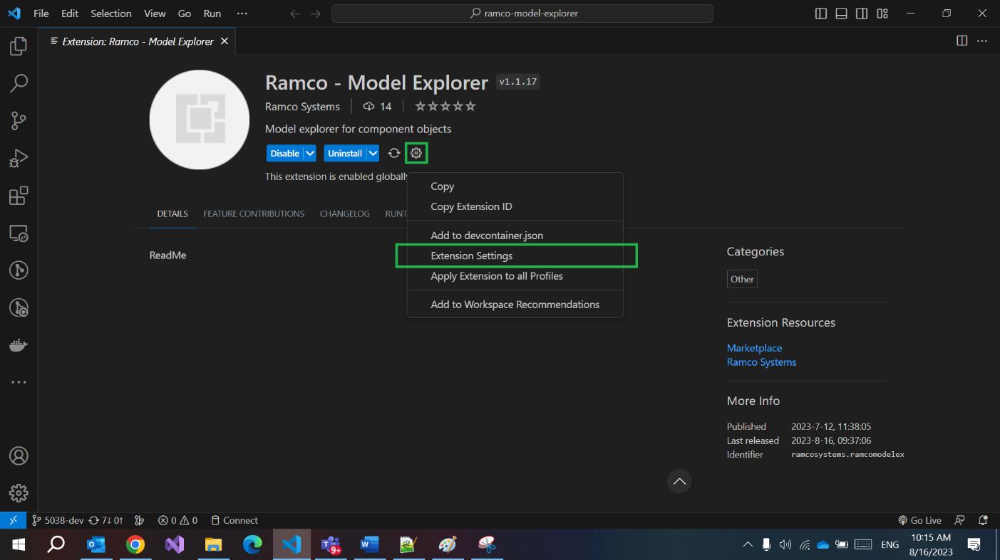 File Edit Selection View Go Run ···
ramco-model-explorer
Extension: Ramco - Model Explorer
Ramco - Model Explorer v1.1.17
Ramco Systems 14
Model explorer for component objects
Disable Uninstall
This extension is enabled globally
Copy
Copy Extension ID
Add to devcontainer.json
Extension Settings
Apply Extension to all Profiles
Add to Workspace Recommendations
DETAILS FEATURE CONTRIBUTIONS CHANGELOG RUNT
ReadMe
Categories
Other
Extension Resources
Marketplace
Ramco Systems
More Info
Published 2023-7-12, 11:38:05
Last released 2023-8-16, 09:37:06
Identifier ramcosystems.ramcomodelex
5038-dev 7↓ 0↑ 0 0 Connect Go Live
9+
ENG
10:15 AM
8/16/2023
3